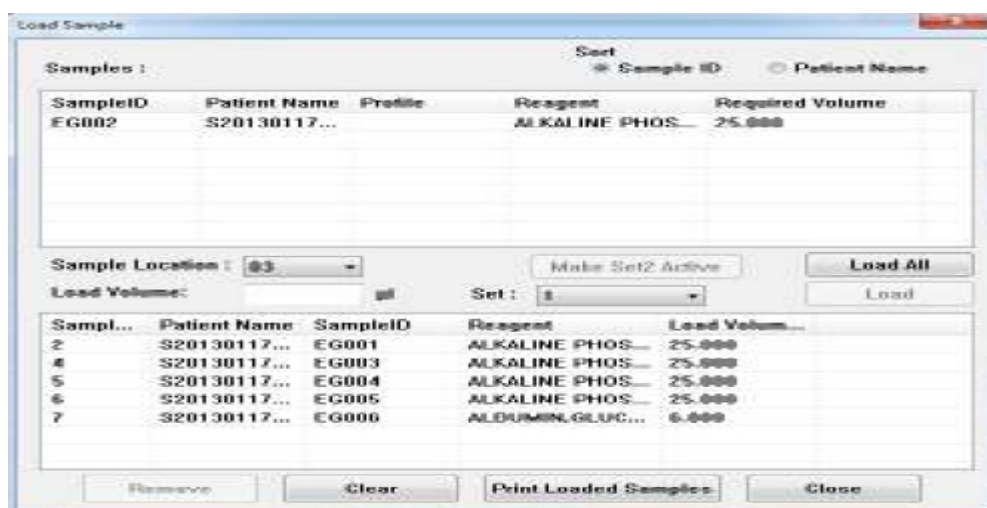 Load Sample
Sort
Samples : Sample ID Patient Name
SampleID Patient Name Profile Reagent Required Volume
EG002 S20130117... ALKALINE PHOS... 25.000
Sample Location : 03 Make Set2 Active Load All
Load Volume: µl Set : 1 Load
Sampl... Patient Name SampleID Reagent Load Volum...
2 S20130117... EG001 ALKALINE PHOS... 25.000
4 S20130117... EG003 ALKALINE PHOS... 25.000
5 S20130117... EG004 ALKALINE PHOS... 25.000
6 S20130117... EG005 ALKALINE PHOS... 25.000
7 S20130117... EG006 ALBUMIN,GLUC... 6.000
Remove Clear Print Loaded Samples Close